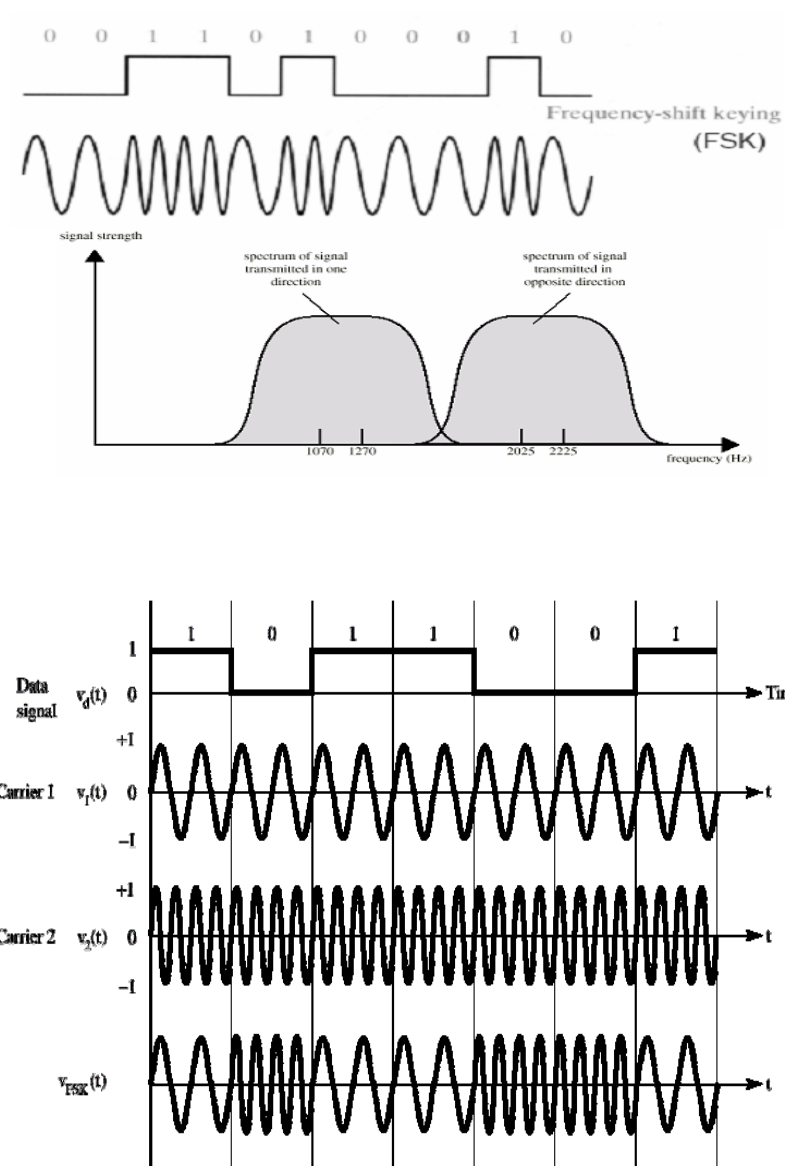 0 0 1 1 0 1 0 0 0 1 0
Frequency-shift keying
(FSK)
signal strength
spectrum of signal
transmitted in one
direction
spectrum of signal
transmitted in
opposite direction
1070 1270 2025 2225
frequency (Hz)
1 0 1 1 0 0 1
1
Data
signal
v_d(t) 0
Tir
+1
Carrier 1 v_1(t) 0 t
−1
+1
Carrier 2 v_2(t) 0 t
−1
v_FSK(t) t